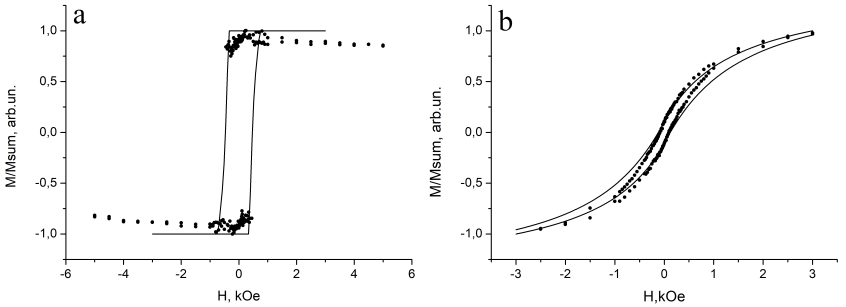 a
1,0
0,5
0,0
-0,5
-1,0
M/Msum, arb.un.
-6 -4 -2 0 2 4 6
H, kOe
b
1,0
0,5
0,0
-0,5
-1,0
M/Msum, arb.un.
-3 -2 -1 0 1 2 3
H,kOe